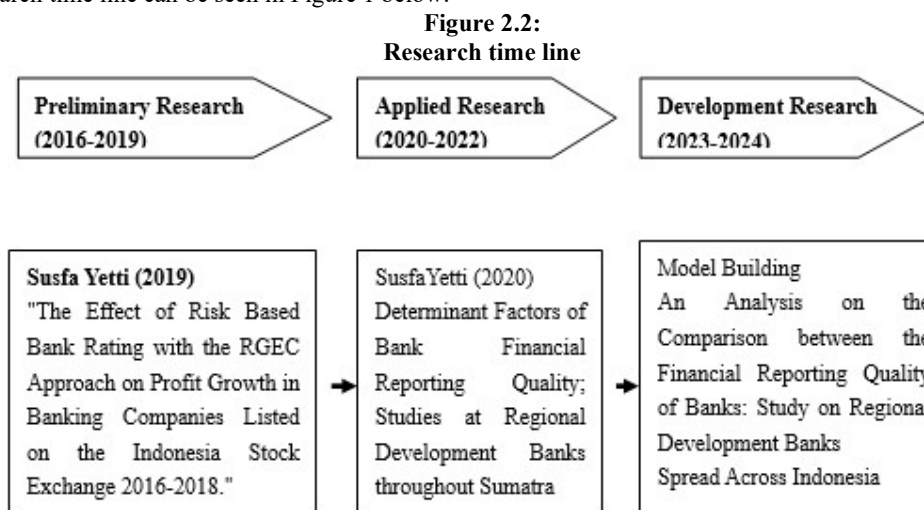 Figure 2.2:
Research time line
Preliminary Research
(2016-2019)
Applied Research
(2020-2022)
Development Research
(2023-2024)
Susfa Yetti (2019)
"The Effect of Risk Based
Bank Rating with the RGEC
Approach on Profit Growth in
Banking Companies Listed
on the Indonesia Stock
Exchange 2016-2018."
SusfaYetti (2020)
Determinant Factors of
Bank Financial
Reporting Quality;
Studies at Regional
Development Banks
throughout Sumatra
Model Building
An Analysis on the
Comparison between the
Financial Reporting Quality
of Banks: Study on Regional
Development Banks
Spread Across Indonesia